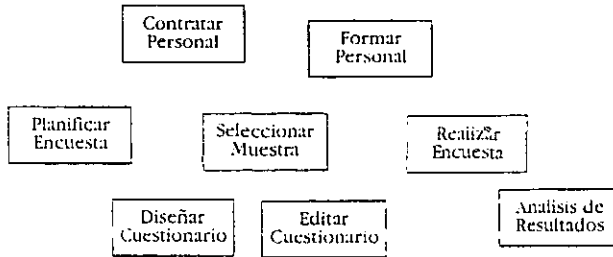 Contratar
Personal
Formar
Personal
Planificar
Encuesta
Seleccionar
Muestra
Realizar
Encuesta
Diseñar
Cuestionario
Editar
Cuestionario
Analisis de
Resultados